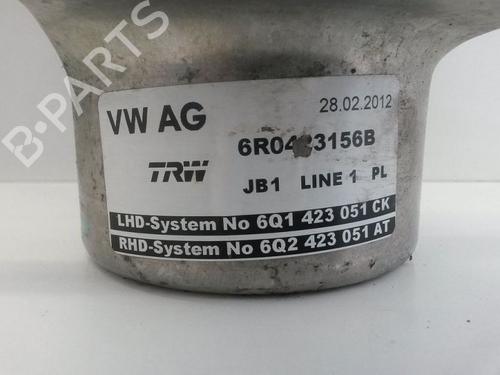 B-PARTS
VW AG
28.02.2012
6R0423156B
TRW
JB1 LINE 1 PL
LHD-System No 6Q1 423 051 CK
RHD-System No 6Q2 423 051 AT